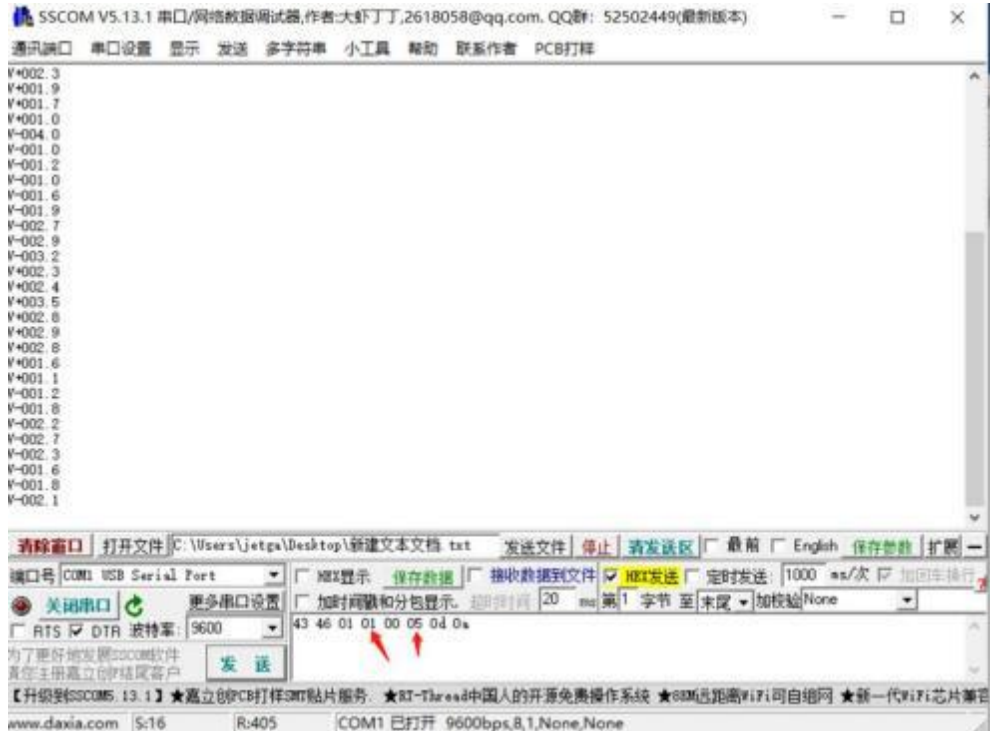 SSCOM V5.13.1 串口/网络数据调试器,作者:大虾丁丁,2618058@qq.com. QQ群: 52502449(最新版本)
通讯端口 串口设置 显示 发送 多字符串 小工具 帮助 联系作者 PCB打样
V+002.3
V+001.9
V+001.7
V+001.0
V-004.0
V-001.0
V-001.2
V-001.0
V-001.6
V-001.9
V-002.7
V-002.9
V-003.2
V+002.3
V+002.4
V+003.5
V+002.8
V+002.9
V+002.8
V+001.6
V+001.1
V-001.2
V-001.8
V-002.2
V-002.7
V-002.3
V-001.6
V-001.8
V-002.1
清除窗口 打开文件 C:\Users\jetga\Desktop\新建文本文档.txt 发送文件 停止 清发送区 最前 English 保存参数 扩展 —
端口号 COM1 USB Serial Port HEX显示 保存数据 接收数据到文件 HEX发送 定时发送: 1000 ms/次 加回车换行
关闭串口 更多串口设置 加时间戳和分包显示. 超时时间 20 ms 第1 字节 至 末尾 加校验 None
RTS DTR 波特率: 9600 43 46 01 01 00 05 0d 0a
为了更好地发展SSCOM软件
请您注册嘉立创F结尾客户
发 送
【升级到SSCOM5.13.1】★嘉立创PCB打样SMT贴片服务. ★RT-Thread中国人的开源免费操作系统 ★8KM远距离WiFi可自组网 ★新一代WiFi芯片兼容
www.daxia.com S:16 R:405 COM1 已打开 9600bps,8,1,None,None